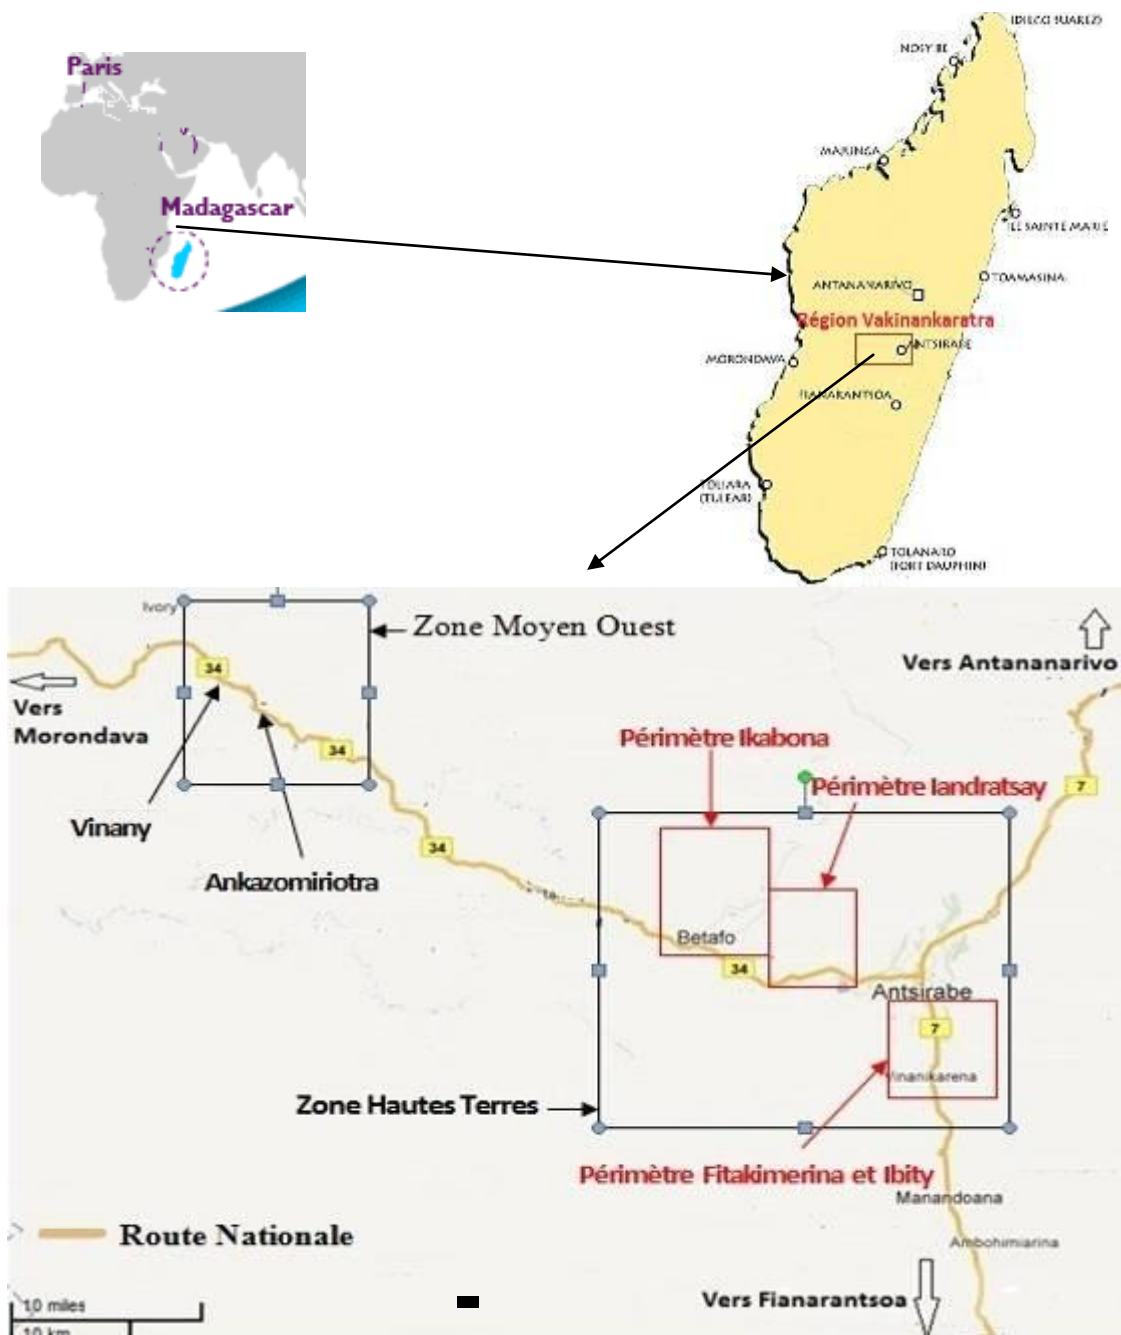 Paris
Madagascar
(DIEGO SUAREZ)
NOSY BE
MAJUNGA
ILE SAINTE MARIE
ANTANANARIVO
TOAMASINA
Région Vakinankaratra
ANTSIRABE
MORONDAVA
FIANARANTSOA
TOLIARA
(TULEAR)
TOLANARO
(FORT DAUPHIN)
Ivory
Zone Moyen Ouest
34
Vers Antananarivo
Vers
Morondava
Périmètre Ikabona
34
Périmètre Iandratsay
7
Vinany
34
Ankazomiriotra
Betafo
34
Antsirabe
7
Vinanikarena
Zone Hautes Terres
Périmètre Fitakimerina et Ibity
Manandoana
Route Nationale
Ambohimiarina
Vers Fianarantsoa
10 miles
10 km